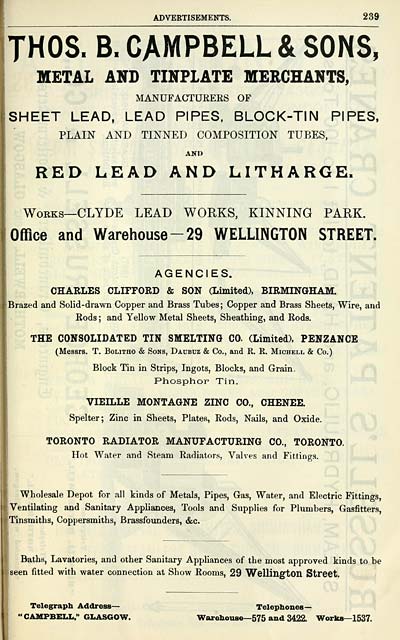 ADVERTISEMENTS. 239
THOS. B. CAMPBELL & SONS,
METAL AND TINPLATE MERCHANTS,
MANUFACTURERS OF
SHEET LEAD, LEAD PIPES, BLOCK-TIN PIPES,
PLAIN AND TINNED COMPOSITION TUBES,
AND
RED LEAD AND LITHARGE.
WORKS—CLYDE LEAD WORKS, KINNING PARK.
Office and Warehouse—29 WELLINGTON STREET.
AGENCIES.
CHARLES CLIFFORD & SON (Limited), BIRMINGHAM.
Brazed and Solid-drawn Copper and Brass Tubes; Copper and Brass Sheets, Wire, and
Rods; and Yellow Metal Sheets, Sheathing, and Rods.
THE CONSOLIDATED TIN SMELTING CO. (Limited), PENZANCE
(Messrs. T. BOLITHO & SONS, DAUBUZ & CO., and R. R. MICHELL & CO.)
Block Tin in Strips, Ingots, Blocks, and Grain.
Phosphor Tin.
VIEILLE MONTAGNE ZINC CO., CHENEE.
Spelter; Zinc in Sheets, Plates, Rods, Nails, and Oxide.
TORONTO RADIATOR MANUFACTURING CO., TORONTO.
Hot Water and Steam Radiators, Valves and Fittings.
Wholesale Depot for all kinds of Metals, Pipes, Gas, Water, and Electric Fittings,
Ventilating and Sanitary Appliances, Tools and Supplies for Plumbers, Gasfitters,
Tinsmiths, Coppersmiths, Brassfounders, &c.
Baths, Lavatories, and other Sanitary Appliances of the most approved kinds to be
seen fitted with water connection at Show Rooms, 29 Wellington Street.
Telegraph Address— Telephones—
"CAMPBELL," GLASGOW. Warehouse—575 and 3422. Works—1537.